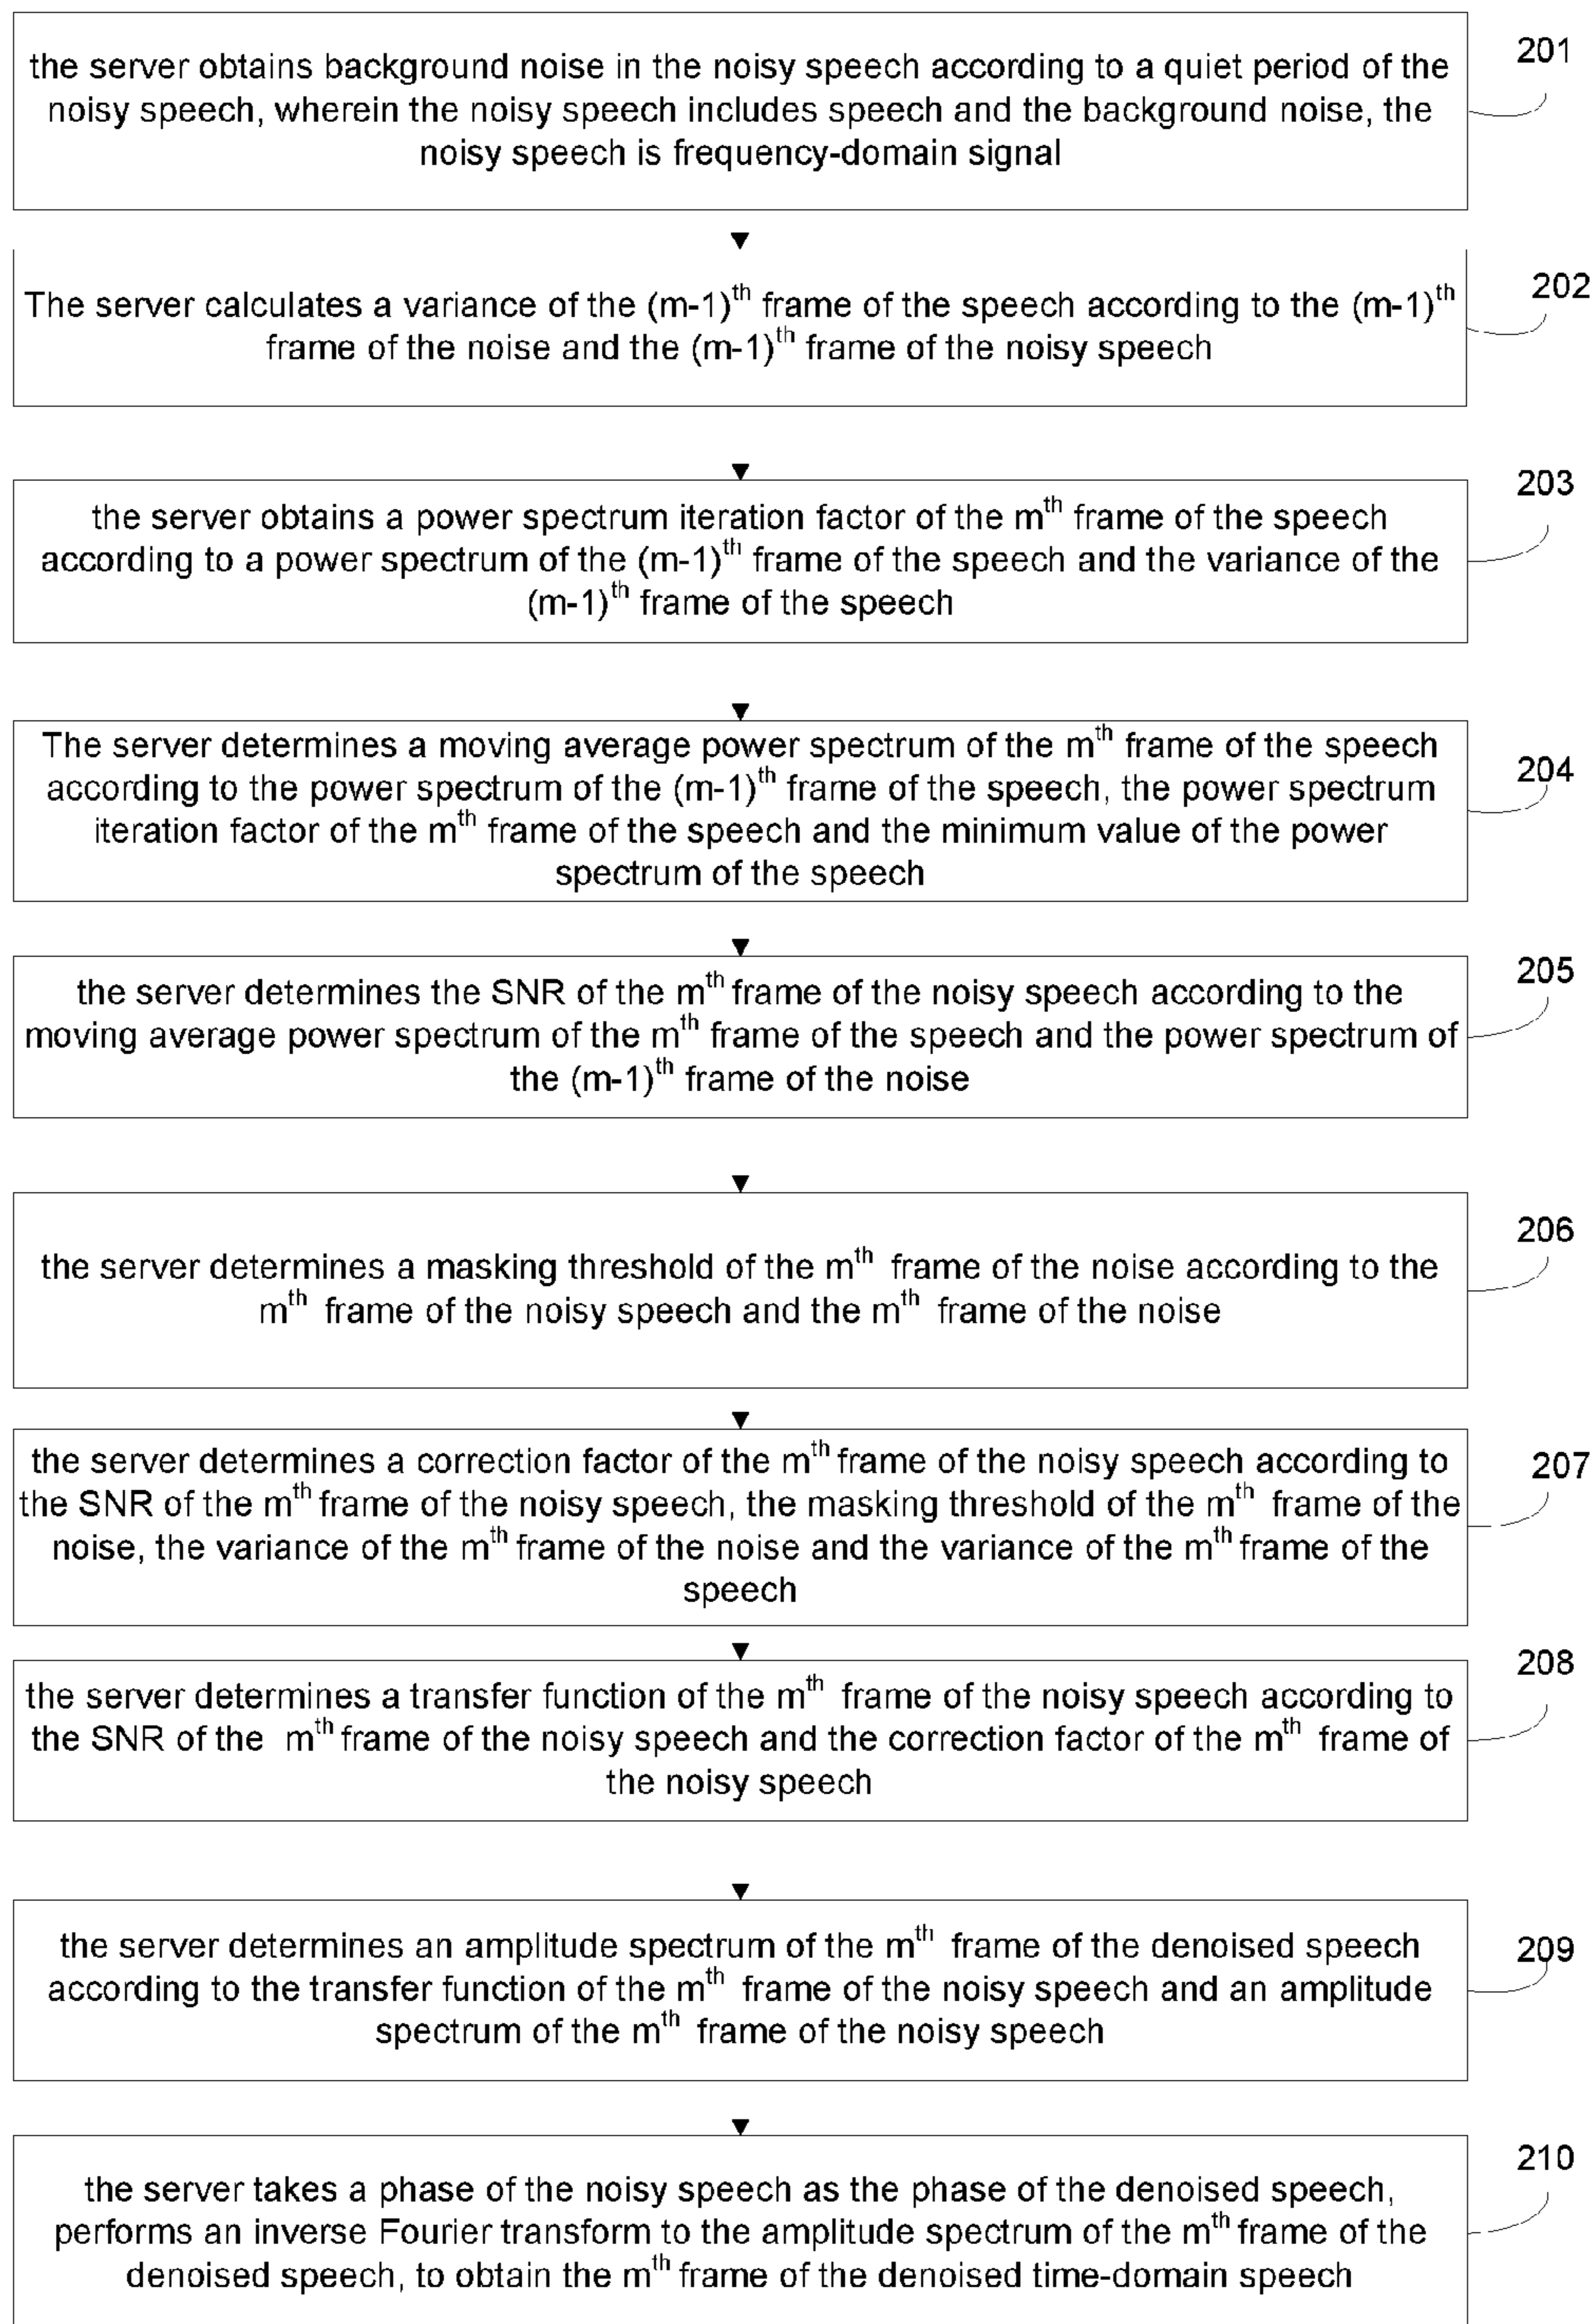 the server obtains background noise in the noisy speech according to a quiet period of the
noisy speech, wherein the noisy speech includes speech and the background noise, the
noisy speech is frequency-domain signal
201
The server calculates a variance of the (m-1)th frame of the speech according to the (m-1)th
frame of the noise and the (m-1)th frame of the noisy speech
202
the server obtains a power spectrum iteration factor of the mth frame of the speech
according to a power spectrum of the (m-1)th frame of the speech and the variance of the
(m-1)th frame of the speech
203
The server determines a moving average power spectrum of the mth frame of the speech
according to the power spectrum of the (m-1)th frame of the speech, the power spectrum
iteration factor of the mth frame of the speech and the minimum value of the power
spectrum of the speech
204
the server determines the SNR of the mth frame of the noisy speech according to the
moving average power spectrum of the mth frame of the speech and the power spectrum of
the (m-1)th frame of the noise
205
the server determines a masking threshold of the mth frame of the noise according to the
mth frame of the noisy speech and the mth frame of the noise
206
the server determines a correction factor of the mth frame of the noisy speech according to
the SNR of the mth frame of the noisy speech, the masking threshold of the mth frame of the
noise, the variance of the mth frame of the noise and the variance of the mth frame of the
speech
207
the server determines a transfer function of the mth frame of the noisy speech according to
the SNR of the mth frame of the noisy speech and the correction factor of the mth frame of
the noisy speech
208
the server determines an amplitude spectrum of the mth frame of the denoised speech
according to the transfer function of the mth frame of the noisy speech and an amplitude
spectrum of the mth frame of the noisy speech
209
the server takes a phase of the noisy speech as the phase of the denoised speech,
performs an inverse Fourier transform to the amplitude spectrum of the mth frame of the
denoised speech, to obtain the mth frame of the denoised time-domain speech
210